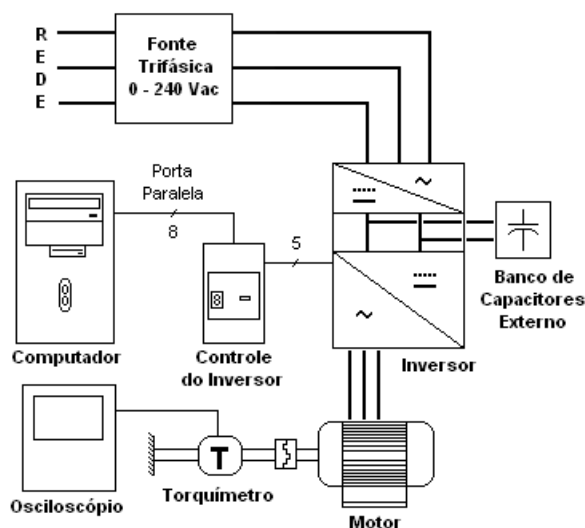 R
E
D
E
Fonte
Trifásica
0 - 240 Vac
Porta
Paralela
8
5
Computador
Controle
do Inversor
Inversor
Banco de
Capacitores
Externo
Osciloscópio
T
Torquímetro
Motor